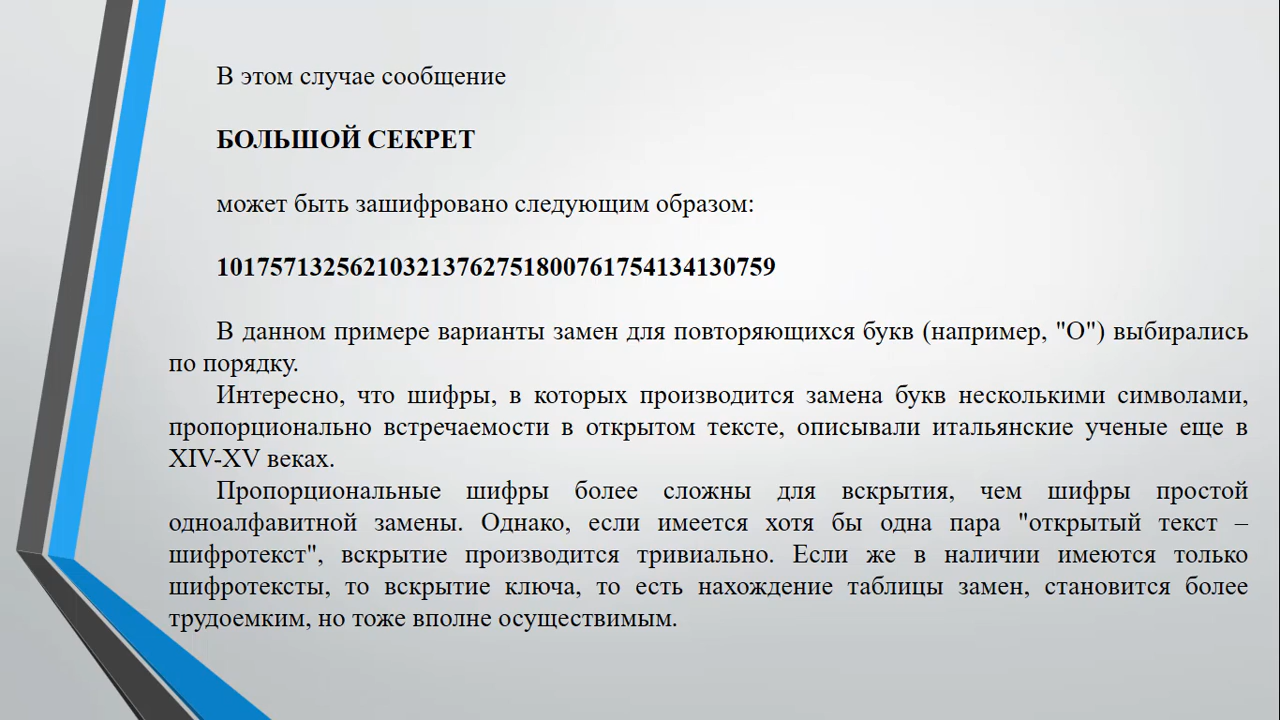 В этом случае сообщение
БОЛЬШОЙ СЕКРЕТ
может быть зашифровано следующим образом:
101757132562103213762751800761754134130759
В данном примере варианты замен для повторяющихся букв (например, "О") выбирались
по порядку.
Интересно, что шифры, в которых производится замена букв несколькими символами,
пропорционально встречаемости в открытом тексте, описывали итальянские ученые еще в
XIV-XV веках.
Пропорциональные шифры более сложны для вскрытия, чем шифры простой
одноалфавитной замены. Однако, если имеется хотя бы одна пара "открытый текст –
шифротекст", вскрытие производится тривиально. Если же в наличии имеются только
шифротексты, то вскрытие ключа, то есть нахождение таблицы замен, становится более
трудоемким, но тоже вполне осуществимым.